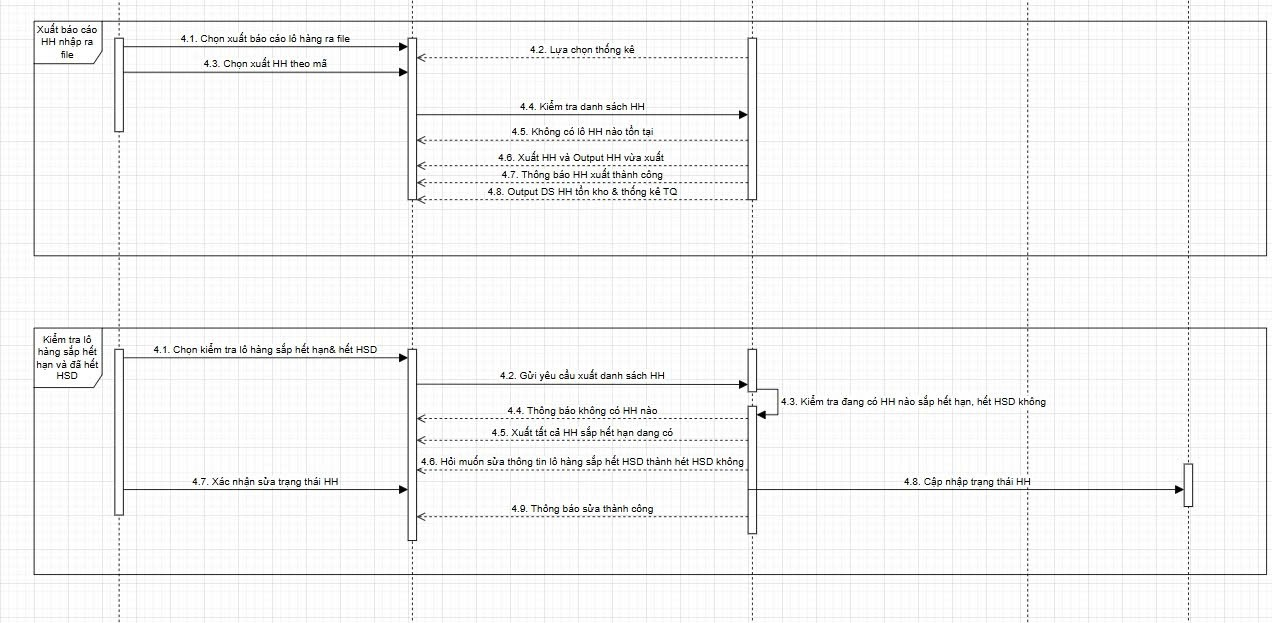 Xuất báo cáo
HH nhập ra
file
4.1. Chọn xuất báo cáo lô hàng ra file
4.2. Lựa chọn thống kê
4.3. Chọn xuất HH theo mã
4.4. Kiểm tra danh sách HH
4.5. Không có lô HH nào tồn tại
4.6. Xuất HH và Output HH vừa xuất
4.7. Thông báo HH xuất thành công
4.8. Output DS HH tồn kho & thống kê TQ
Kiểm tra lô
hàng sắp hết
hạn và đã hết
HSD
4.1. Chọn kiểm tra lô hàng sắp hết hạn& hết HSD
4.2. Gửi yêu cầu xuất danh sách HH
4.3. Kiểm tra đang có HH nào sắp hết hạn, hết HSD không
4.4. Thông báo không có HH nào
4.5. Xuất tất cả HH sắp hết hạn dang có
4.6. Hỏi muốn sửa thông tin lô hàng sắp hết HSD thành hét HSD không
4.7. Xác nhận sửa trạng thái HH
4.8. Cập nhập trạng thái HH
4.9. Thông báo sửa thành công